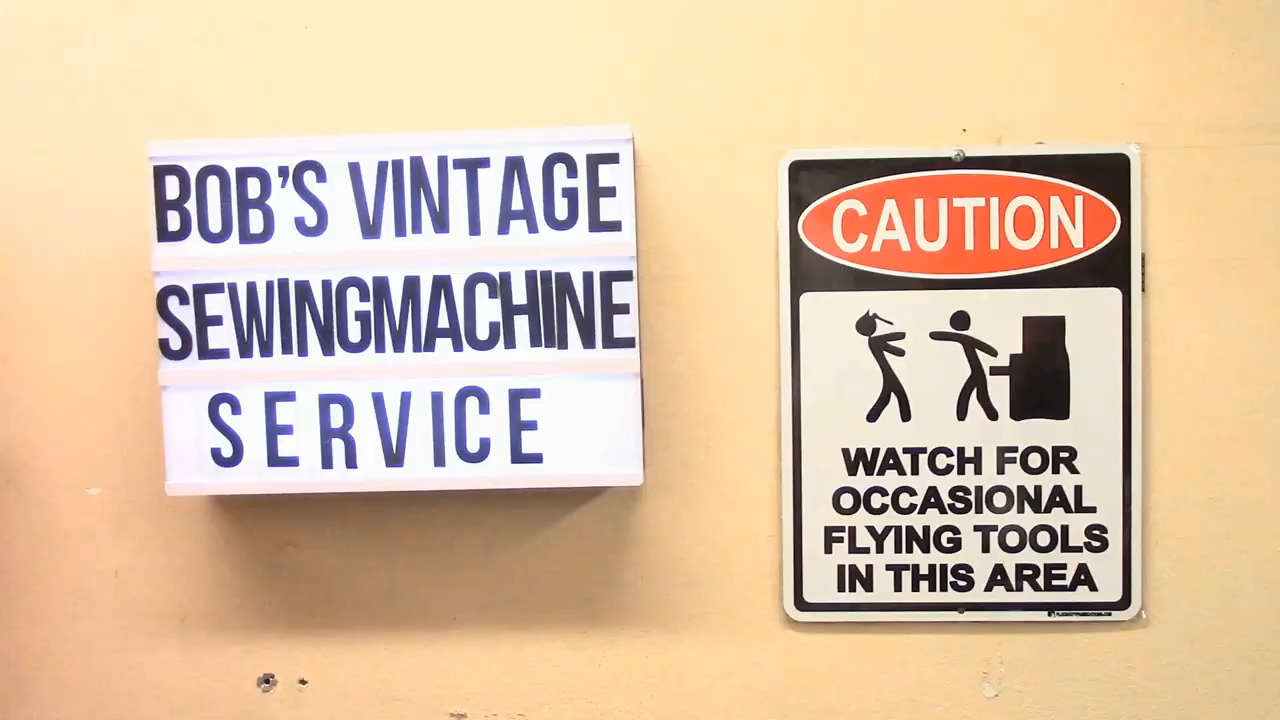 BOB'S VINTAGE
SEWINGMACHINE
SERVICE
CAUTION
WATCH FOR
OCCASIONAL
FLYING TOOLS
IN THIS AREA